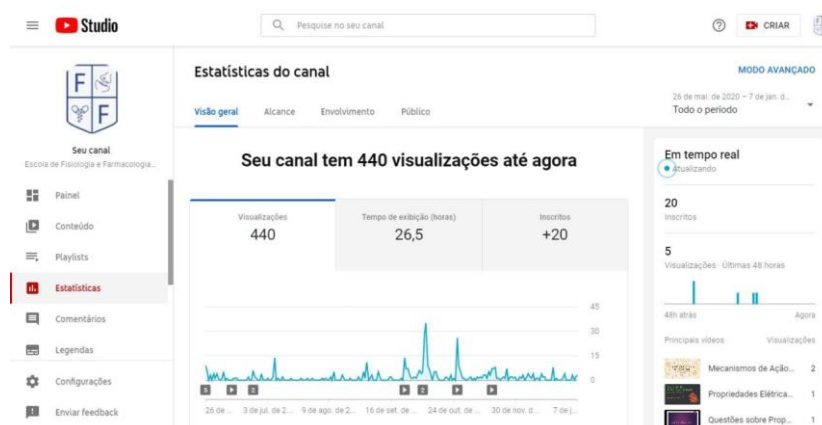 Studio
Pesquise no seu canal
CRIAR
F
F
Seu canal
Escola de Fisiologia e Farmacologia...
Painel
Conteúdo
Playlists
Estatísticas
Comentários
Legendas
Configurações
Enviar feedback
Estatísticas do canal
MODO AVANÇADO
Visão geral
Alcance
Envolvimento
Público
26 de mai. de 2020 – 7 de jan. d...
Todo o período
Seu canal tem 440 visualizações até agora
Visualizações
440
Tempo de exibição (horas)
26,5
Inscritos
+20
45
30
15
0
5
2
2
26 de ...
3 de jul. de 2...
9 de ago. de 2...
16 de set. de ...
24 de out. de ...
30 de nov. d...
7 de j...
Em tempo real
Atualizando
20
Inscritos
5
Visualizações · Últimas 48 horas
48h atrás
Agora
Principais vídeos
Visualizações
Mecanismos de Ação...
2
Propriedades Elétrica...
1
Questões sobre Prop...
1